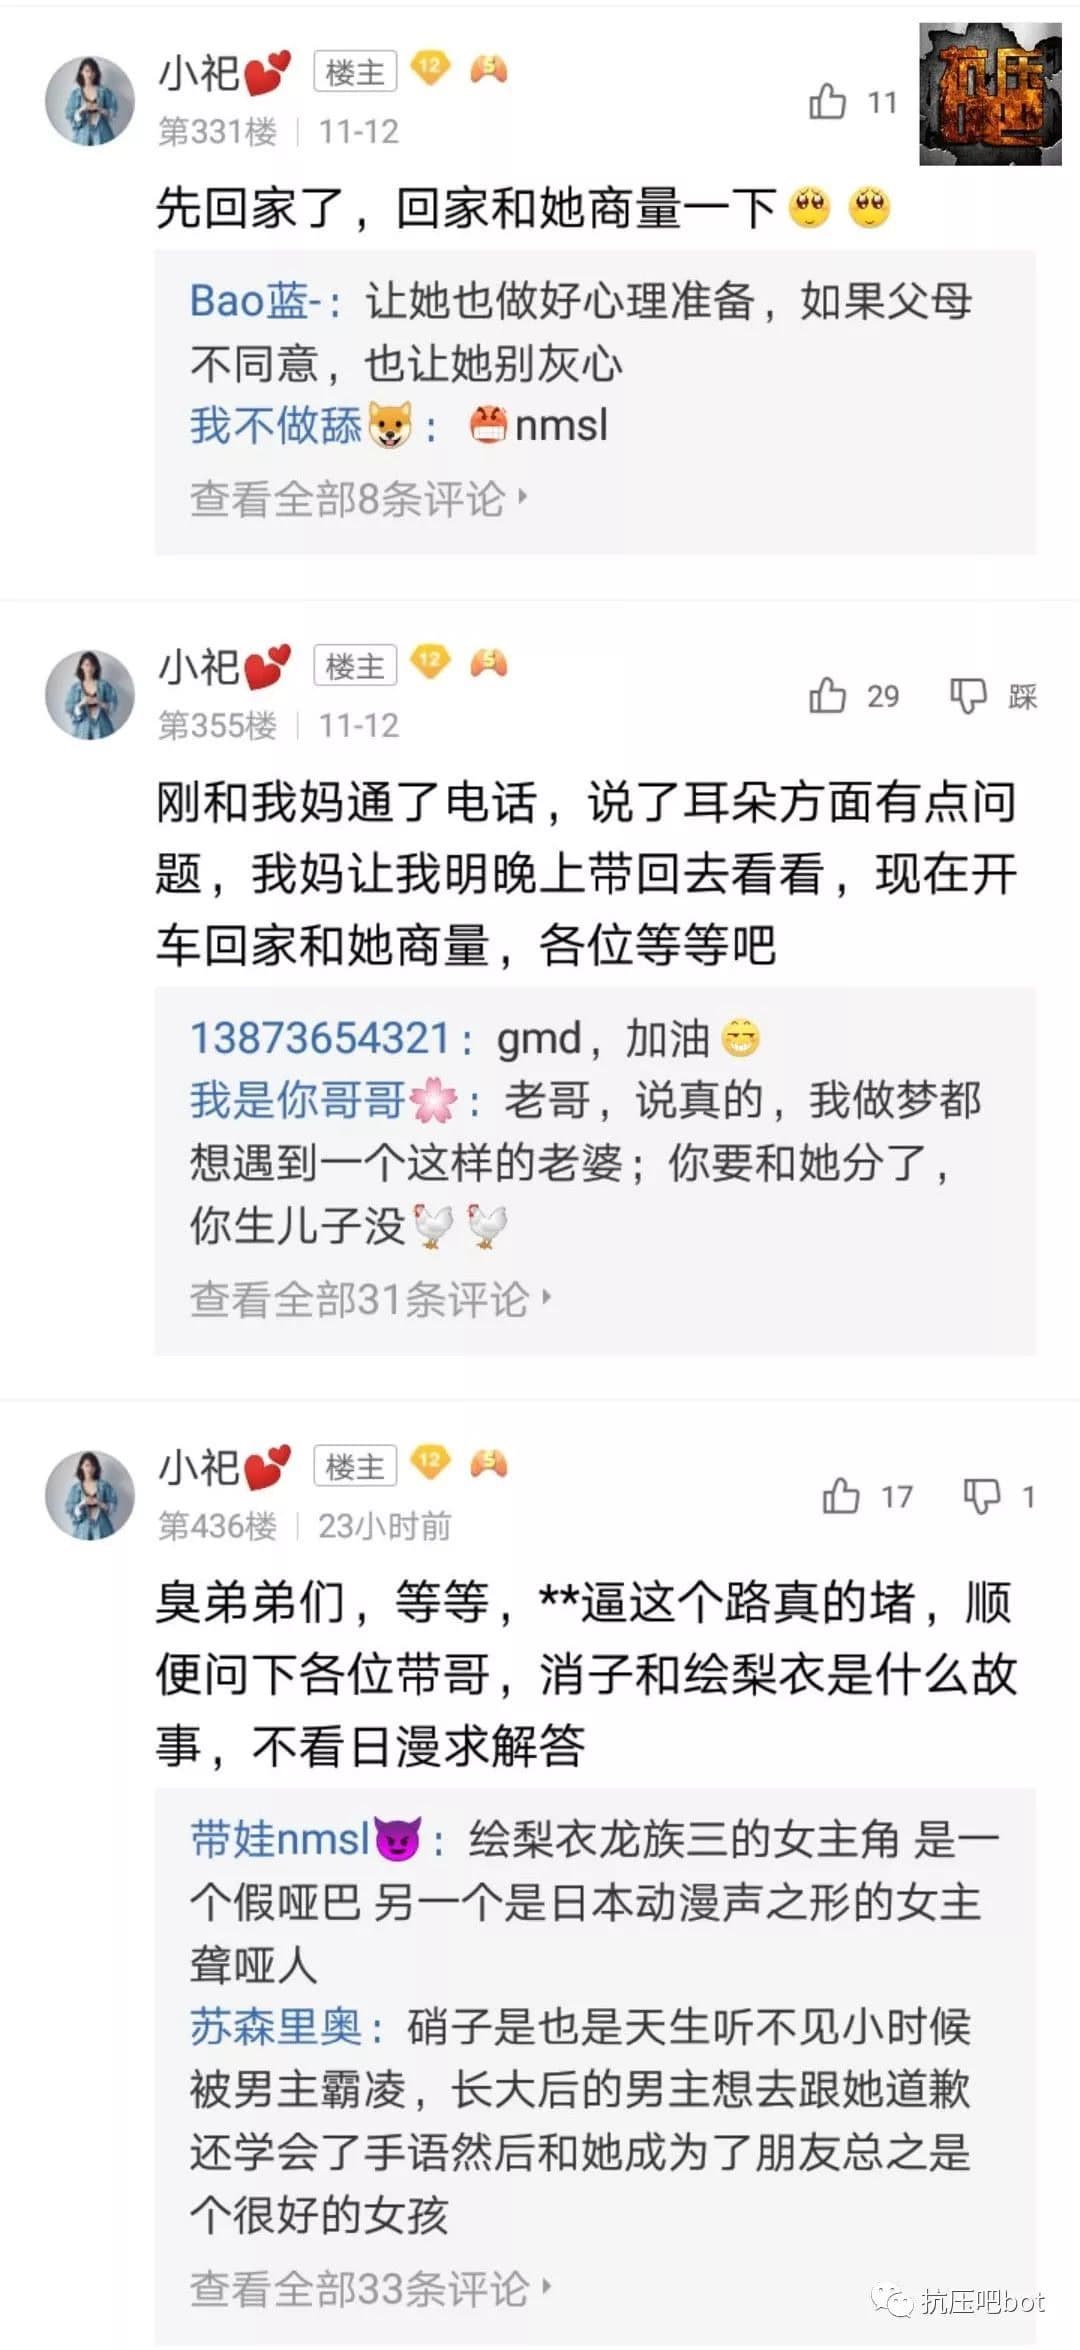 小祀 楼主 12 5
11
抗压吧
第331楼 11-12
先回家了，回家和她商量一下
Bao蓝-：让她也做好心理准备，如果父母
不同意，也让她别灰心
我不做舔：nmsl
查看全部8条评论
小祀 楼主 12 5
29 踩
第355楼 11-12
刚和我妈通了电话，说了耳朵方面有点问
题，我妈让我明晚上带回去看看，现在开
车回家和她商量，各位等等吧
13873654321：gmd，加油
我是你哥哥：老哥，说真的，我做梦都
想遇到一个这样的老婆；你要和她分了，
你生儿子没
查看全部31条评论
小祀 楼主 12 5
17 1
第436楼 23小时前
臭弟弟们，等等，**逼这个路真的堵，顺
便问下各位带哥，消子和绘梨衣是什么故
事，不看日漫求解答
带娃nmsl：绘梨衣龙族三的女主角 是一
个假哑巴 另一个是日本动漫声之形的女主
聋哑人
苏森里奥：硝子是也是天生听不见小时候
被男主霸凌，长大后的男主想去跟她道歉
还学会了手语然后和她成为了朋友总之是
个很好的女孩
查看全部33条评论
抗压吧bot